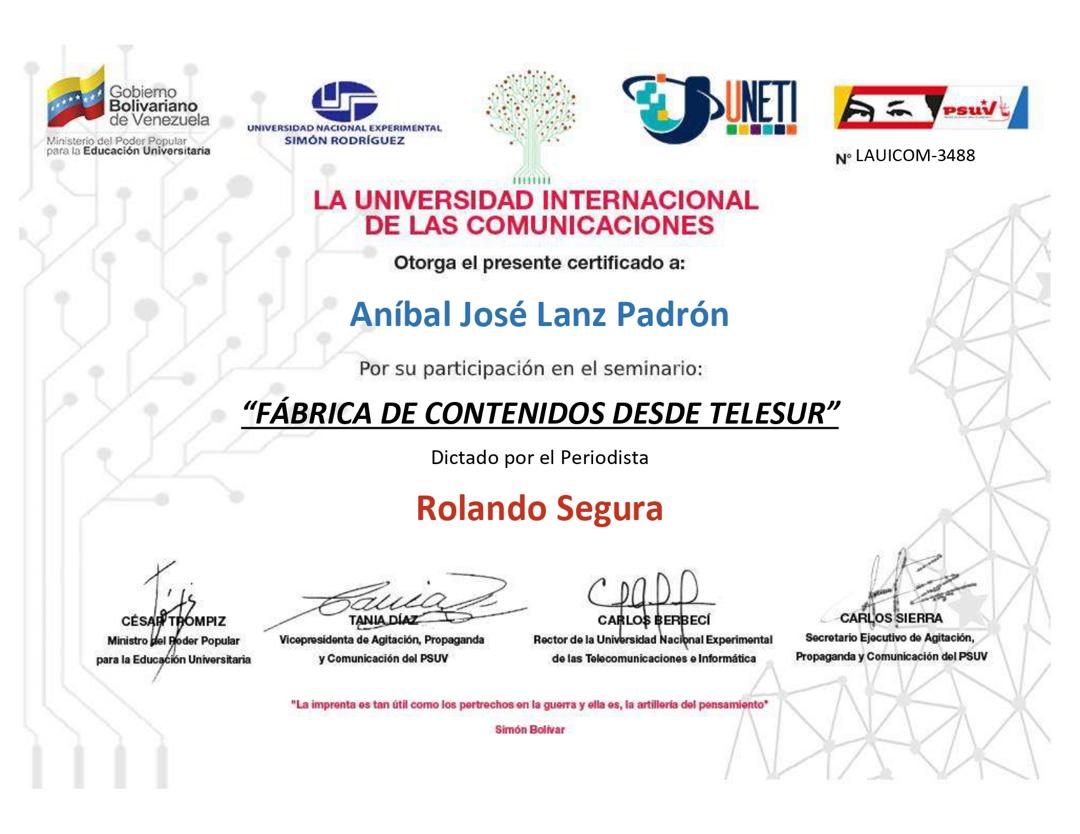 Gobierno
Bolivariano
de Venezuela
Ministerio del Poder Popular
para la Educación Universitaria
UNIVERSIDAD NACIONAL EXPERIMENTAL
SIMÓN RODRÍGUEZ
UNETI
PSUV
Nº LAUICOM-3488
LA UNIVERSIDAD INTERNACIONAL
DE LAS COMUNICACIONES
Otorga el presente certificado a:
Aníbal José Lanz Padrón
Por su participación en el seminario:
“FÁBRICA DE CONTENIDOS DESDE TELESUR”
Dictado por el Periodista
Rolando Segura
CÉSAR TROMPIZ
Ministro del Poder Popular
para la Educación Universitaria
TANIA DÍAZ
Vicepresidenta de Agitación, Propaganda
y Comunicación del PSUV
CARLOS BERBECÍ
Rector de la Universidad Nacional Experimental
de las Telecomunicaciones e Informática
CARLOS SIERRA
Secretario Ejecutivo de Agitación,
Propaganda y Comunicación del PSUV
"La imprenta es tan útil como los pertrechos en la guerra y ella es, la artillería del pensamiento"
Simón Bolívar